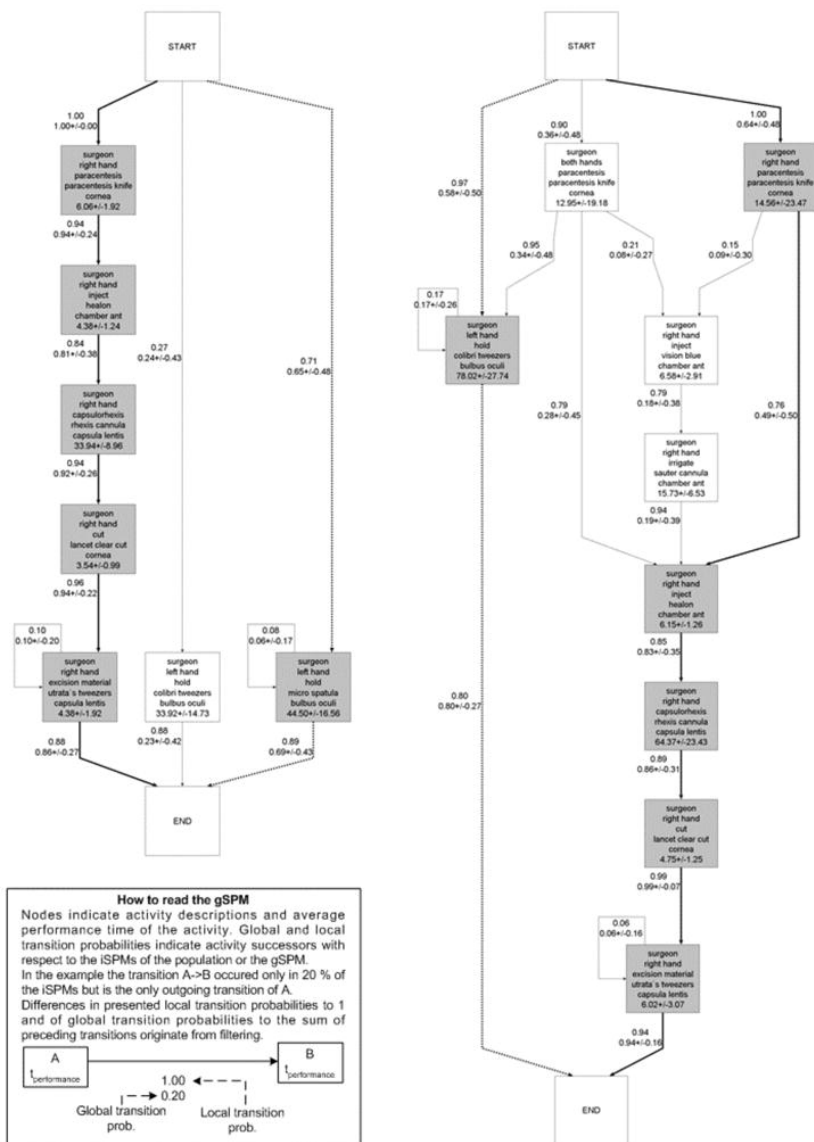 START
1.00
1.00+/-0.00
surgeon
right hand
paracentesis
paracentesis knife
cornea
6.06+/-1.92
0.94
0.94+/-0.24
surgeon
right hand
inject
healon
chamber ant
4.38+/-1.24
0.84
0.81+/-0.38
surgeon
right hand
capsulorhexis
rhexis cannula
capsula lentis
33.94+/-8.96
0.94
0.92+/-0.26
surgeon
right hand
cut
lancet clear cut
cornea
3.54+/-0.99
0.96
0.94+/-0.22
0.10
0.10+/-0.20
surgeon
right hand
excision material
utrata`s tweezers
capsula lentis
4.38+/-1.92
0.88
0.86+/-0.27
0.27
0.24+/-0.43
surgeon
left hand
hold
colibri tweezers
bulbus oculi
33.92+/-14.73
0.88
0.23+/-0.42
0.71
0.65+/-0.48
0.08
0.06+/-0.17
surgeon
left hand
hold
micro spatula
bulbus oculi
44.50+/-16.56
0.89
0.69+/-0.43
END
How to read the gSPM
Nodes indicate activity descriptions and average
performance time of the activity. Global and local
transition probabilities indicate activity successors with
respect to the iSPMs of the population or the gSPM.
In the example the transition A->B occured only in 20 % of
the iSPMs but is the only outgoing transition of A.
Differences in presented local transition probabilities to 1
and of global transition probabilities to the sum of
preceding transitions originate from filtering.
A
tperformance
B
tperformance
1.00
0.20
Global transition
prob.
Local transition
prob.
START
0.97
0.58+/-0.50
0.90
0.36+/-0.48
1.00
0.64+/-0.48
surgeon
both hands
paracentesis
paracentesis knife
cornea
12.95+/-19.18
surgeon
right hand
paracentesis
paracentesis knife
cornea
14.56+/-23.47
0.95
0.34+/-0.48
0.21
0.08+/-0.27
0.15
0.09+/-0.30
0.17
0.17+/-0.26
surgeon
left hand
hold
colibri tweezers
bulbus oculi
78.02+/-27.74
surgeon
right hand
inject
vision blue
chamber ant
6.58+/-2.91
0.79
0.28+/-0.45
0.79
0.18+/-0.38
0.76
0.49+/-0.50
surgeon
right hand
irrigate
sauter cannula
chamber ant
15.73+/-6.53
0.94
0.19+/-0.39
surgeon
right hand
inject
healon
chamber ant
6.15+/-1.26
0.85
0.83+/-0.35
surgeon
right hand
capsulorhexis
rhexis cannula
capsula lentis
64.37+/-23.43
0.80
0.80+/-0.27
0.89
0.86+/-0.31
surgeon
right hand
cut
lancet clear cut
cornea
4.75+/-1.25
0.99
0.99+/-0.07
0.06
0.06+/-0.16
surgeon
right hand
excision material
utrata`s tweezers
capsula lentis
6.02+/-3.07
0.94
0.94+/-0.16
END